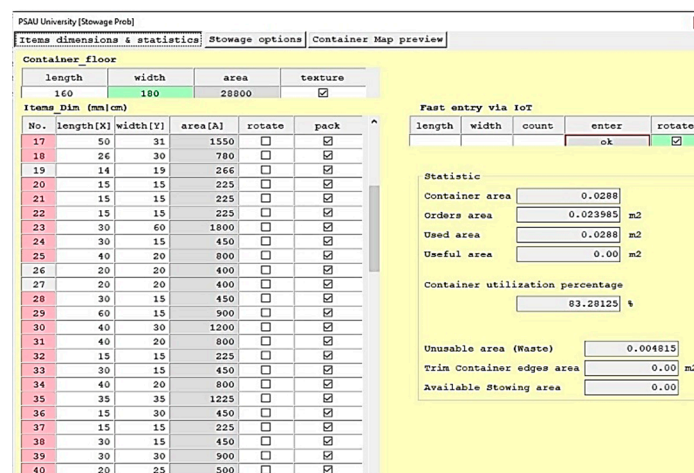 PSAU University [Stowage Prob]
Items dimensions & statistics Stowage options Container Map preview
Container_floor
length width area texture
160 180 28800
Items_Dim (mm|cm)
No. length[X] width[Y] area[A] rotate pack
17 50 31 1550
18 26 30 780
19 14 19 266
20 15 15 225
21 15 15 225
22 15 15 225
23 30 60 1800
24 30 15 450
25 40 20 800
26 20 20 400
27 20 20 400
28 30 15 450
29 60 15 900
30 40 30 1200
31 40 20 800
32 15 15 225
33 30 15 450
34 40 20 800
35 35 35 1225
36 15 30 450
37 15 15 225
38 30 15 450
39 30 30 900
40 20 25 500
Fast entry via IoT
length width count enter rotate
ok
Statistic
Container area 0.0288
Orders area 0.023985 m2
Used area 0.0288 m2
Useful area 0.00 m2
Container utilization percentage
83.28125 %
Unusable area (Waste) 0.004815
Trim Container edges area 0.00 m2
Available Stowing area 0.00